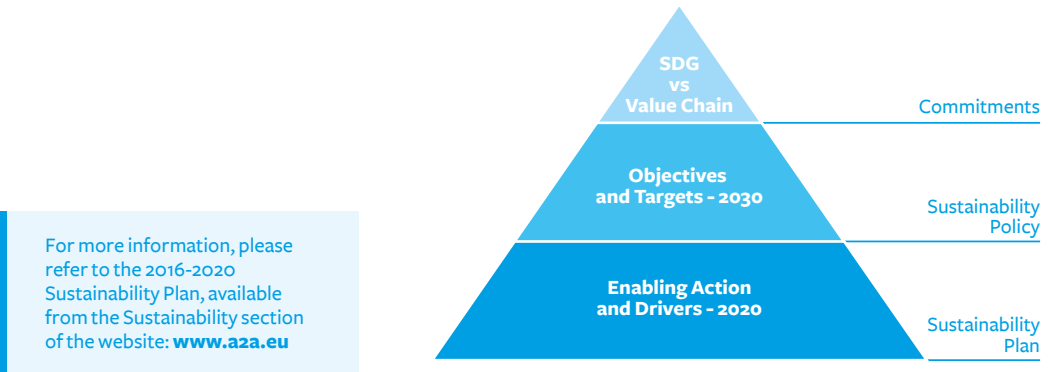 SDG
vs
Value Chain
Commitments
Objectives
and Targets - 2030
Sustainability
Policy
Enabling Action
and Drivers - 2020
Sustainability
Plan
For more information, please
refer to the 2016-2020
Sustainability Plan, available
from the Sustainability section
of the website: www.a2a.eu